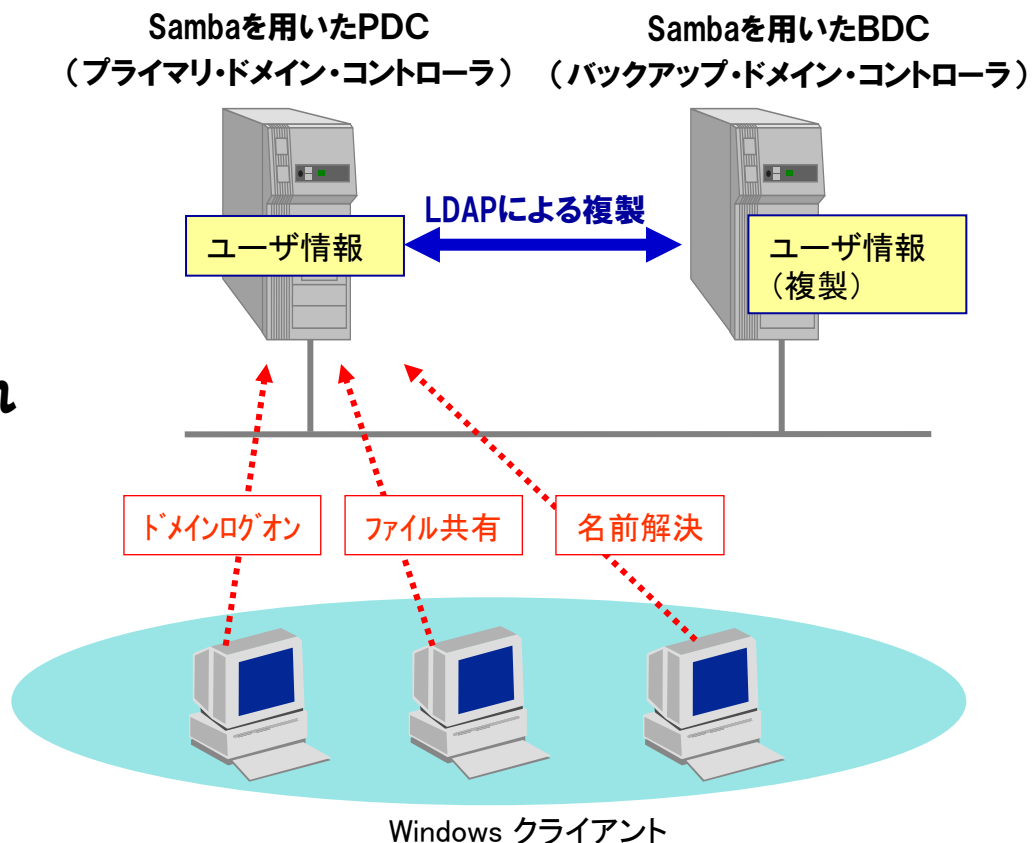 Sambaを用いたPDC
（プライマリ・ドメイン・コントローラ）
Sambaを用いたBDC
（バックアップ・ドメイン・コントローラ）
LDAPによる複製
ユーザ情報
ユーザ情報
（複製）
れ
ﾄﾞﾒｲﾝﾛｸﾞｵﾝ
ﾌｧｲﾙ共有
名前解決
Windows クライアント